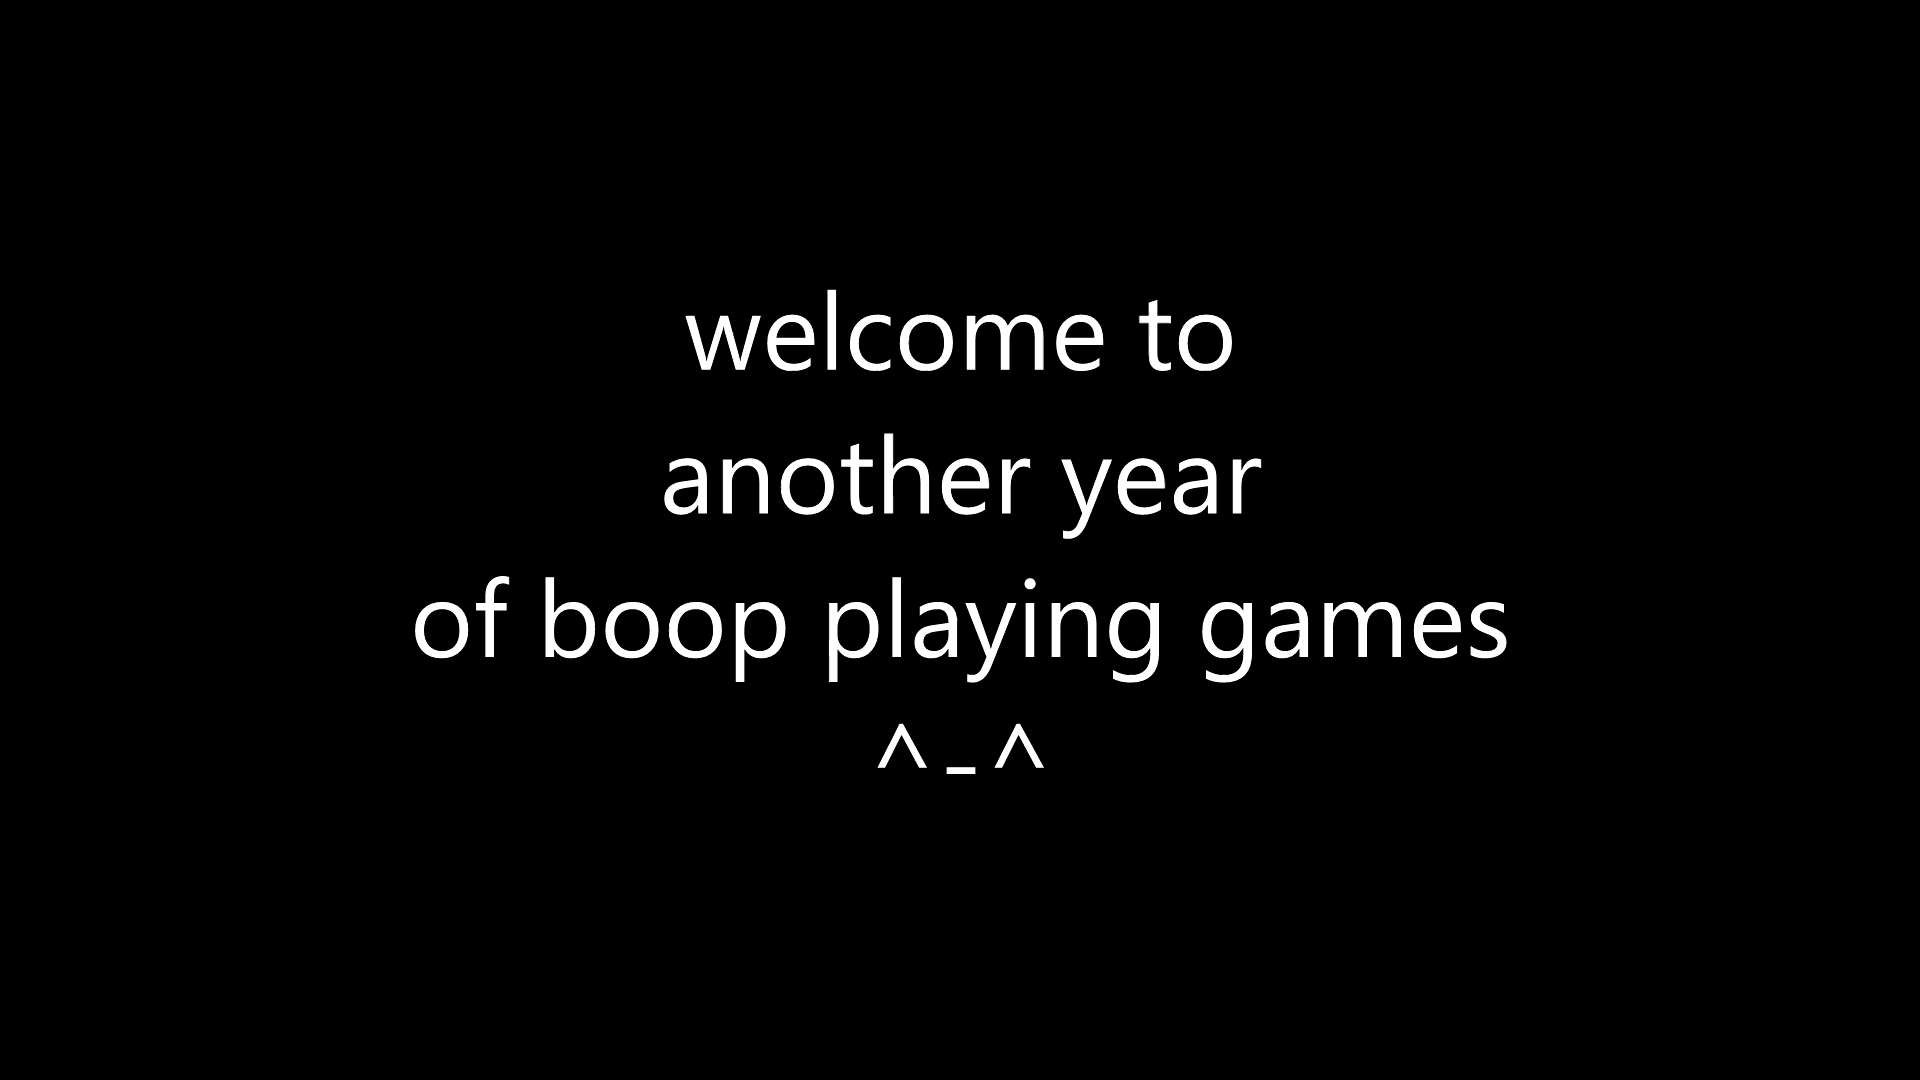 welcome to
another year
of boop playing games
^-^